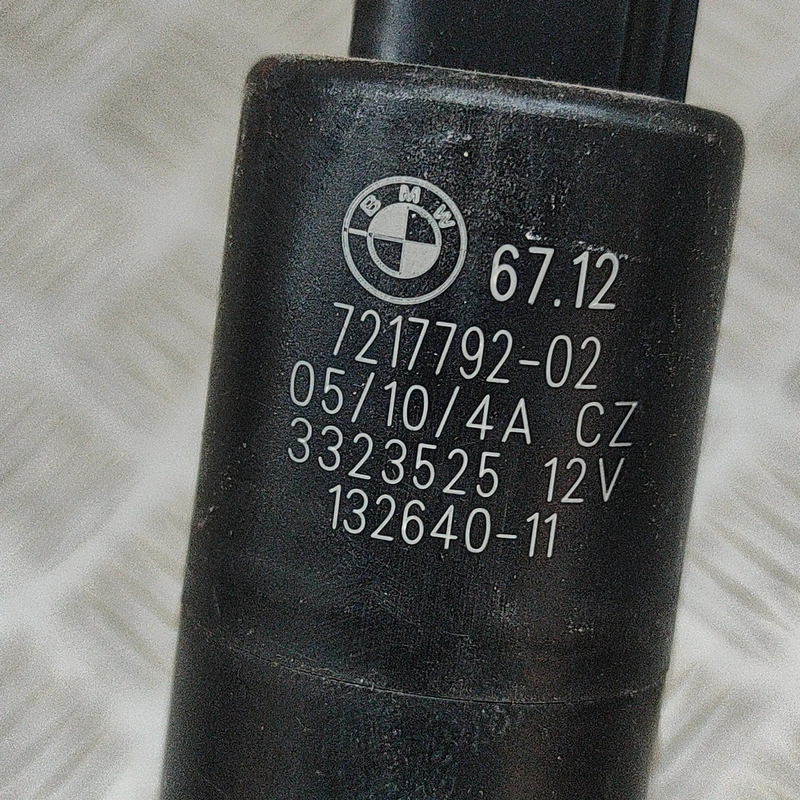 BMW 67.12
7217792-02
05/10/4A CZ
3323525 12V
132640-11